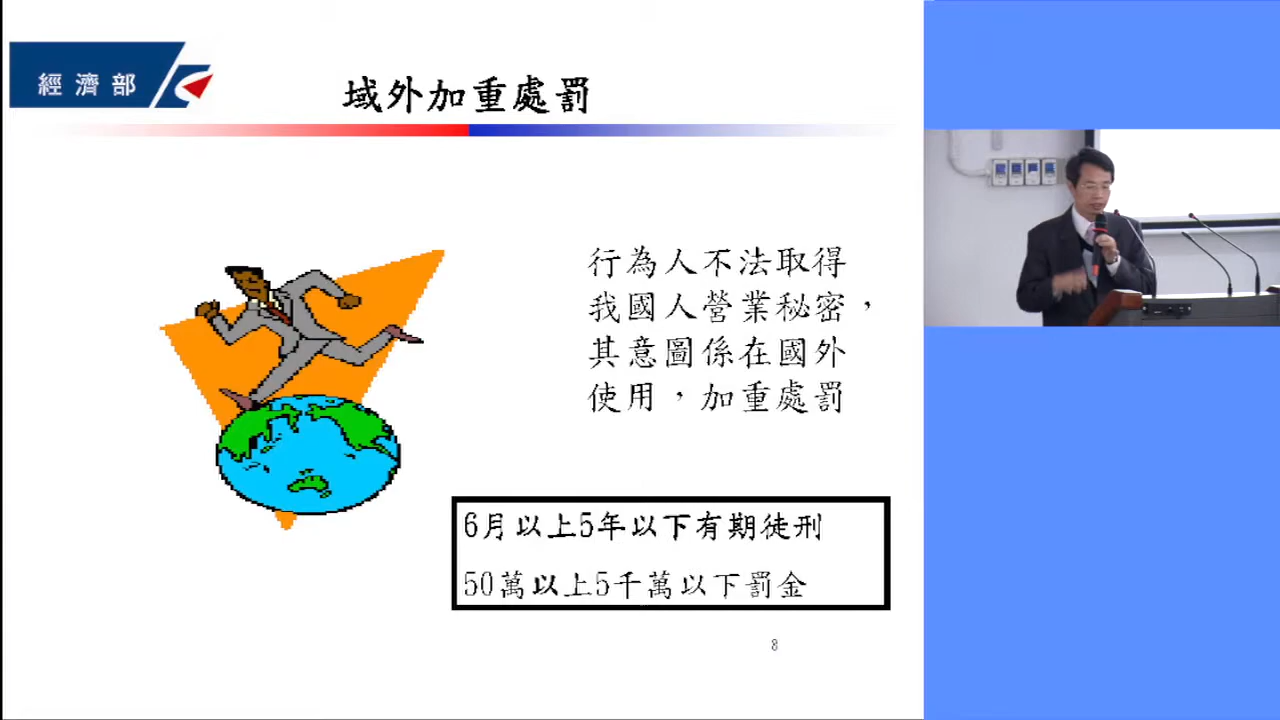 經濟部
域外加重處罰
行為人不法取得
我國人營業秘密，
其意圖係在國外
使用，加重處罰
6月以上5年以下有期徒刑
50萬以上5千萬以下罰金
8